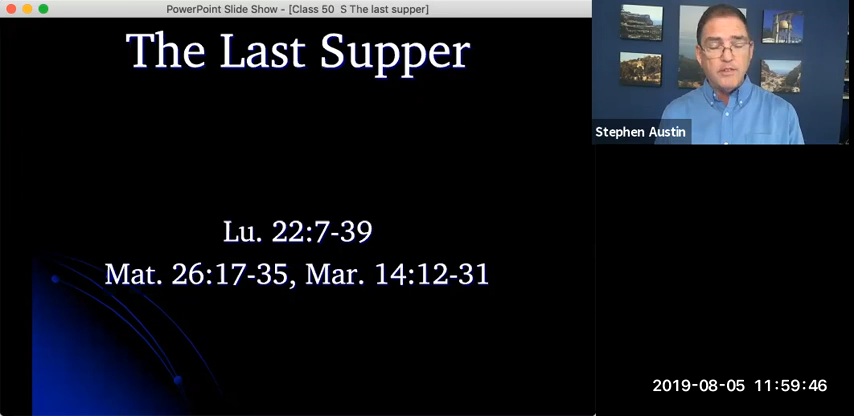 PowerPoint Slide Show - [Class 50 S The last supper]
The Last Supper
Stephen Austin
Lu. 22:7-39
Mat. 26:17-35, Mar. 14:12-31
2019-08-05 11:59:46